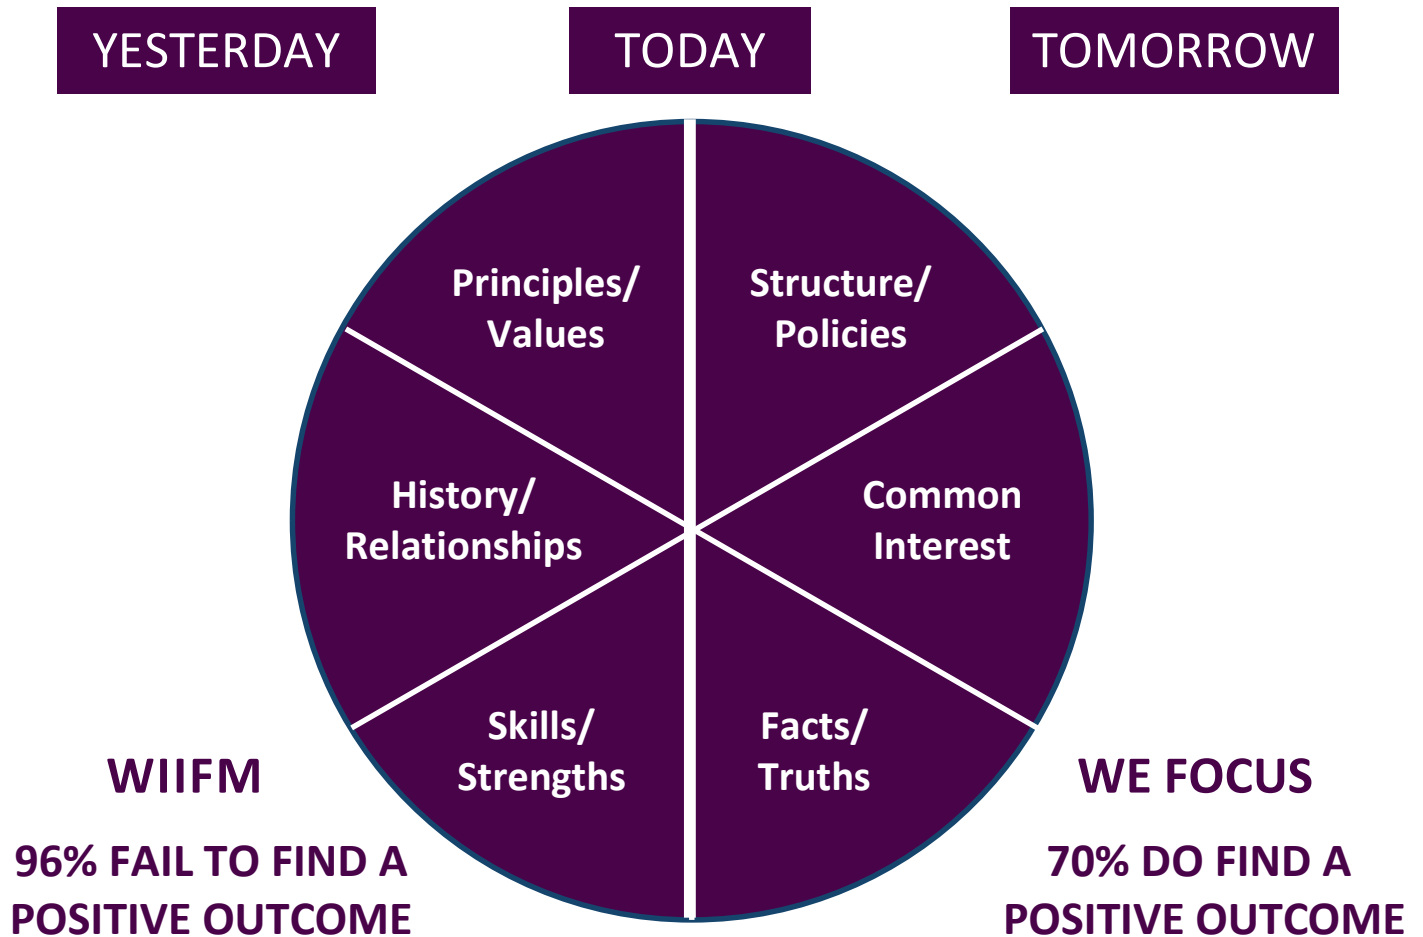 YESTERDAY
TODAY
TOMORROW
Principles/
Values
Structure/
Policies
History/
Relationships
Common
Interest
Skills/
Strengths
Facts/
Truths
WIIFM
96% FAIL TO FIND A
POSITIVE OUTCOME
WE FOCUS
70% DO FIND A
POSITIVE OUTCOME